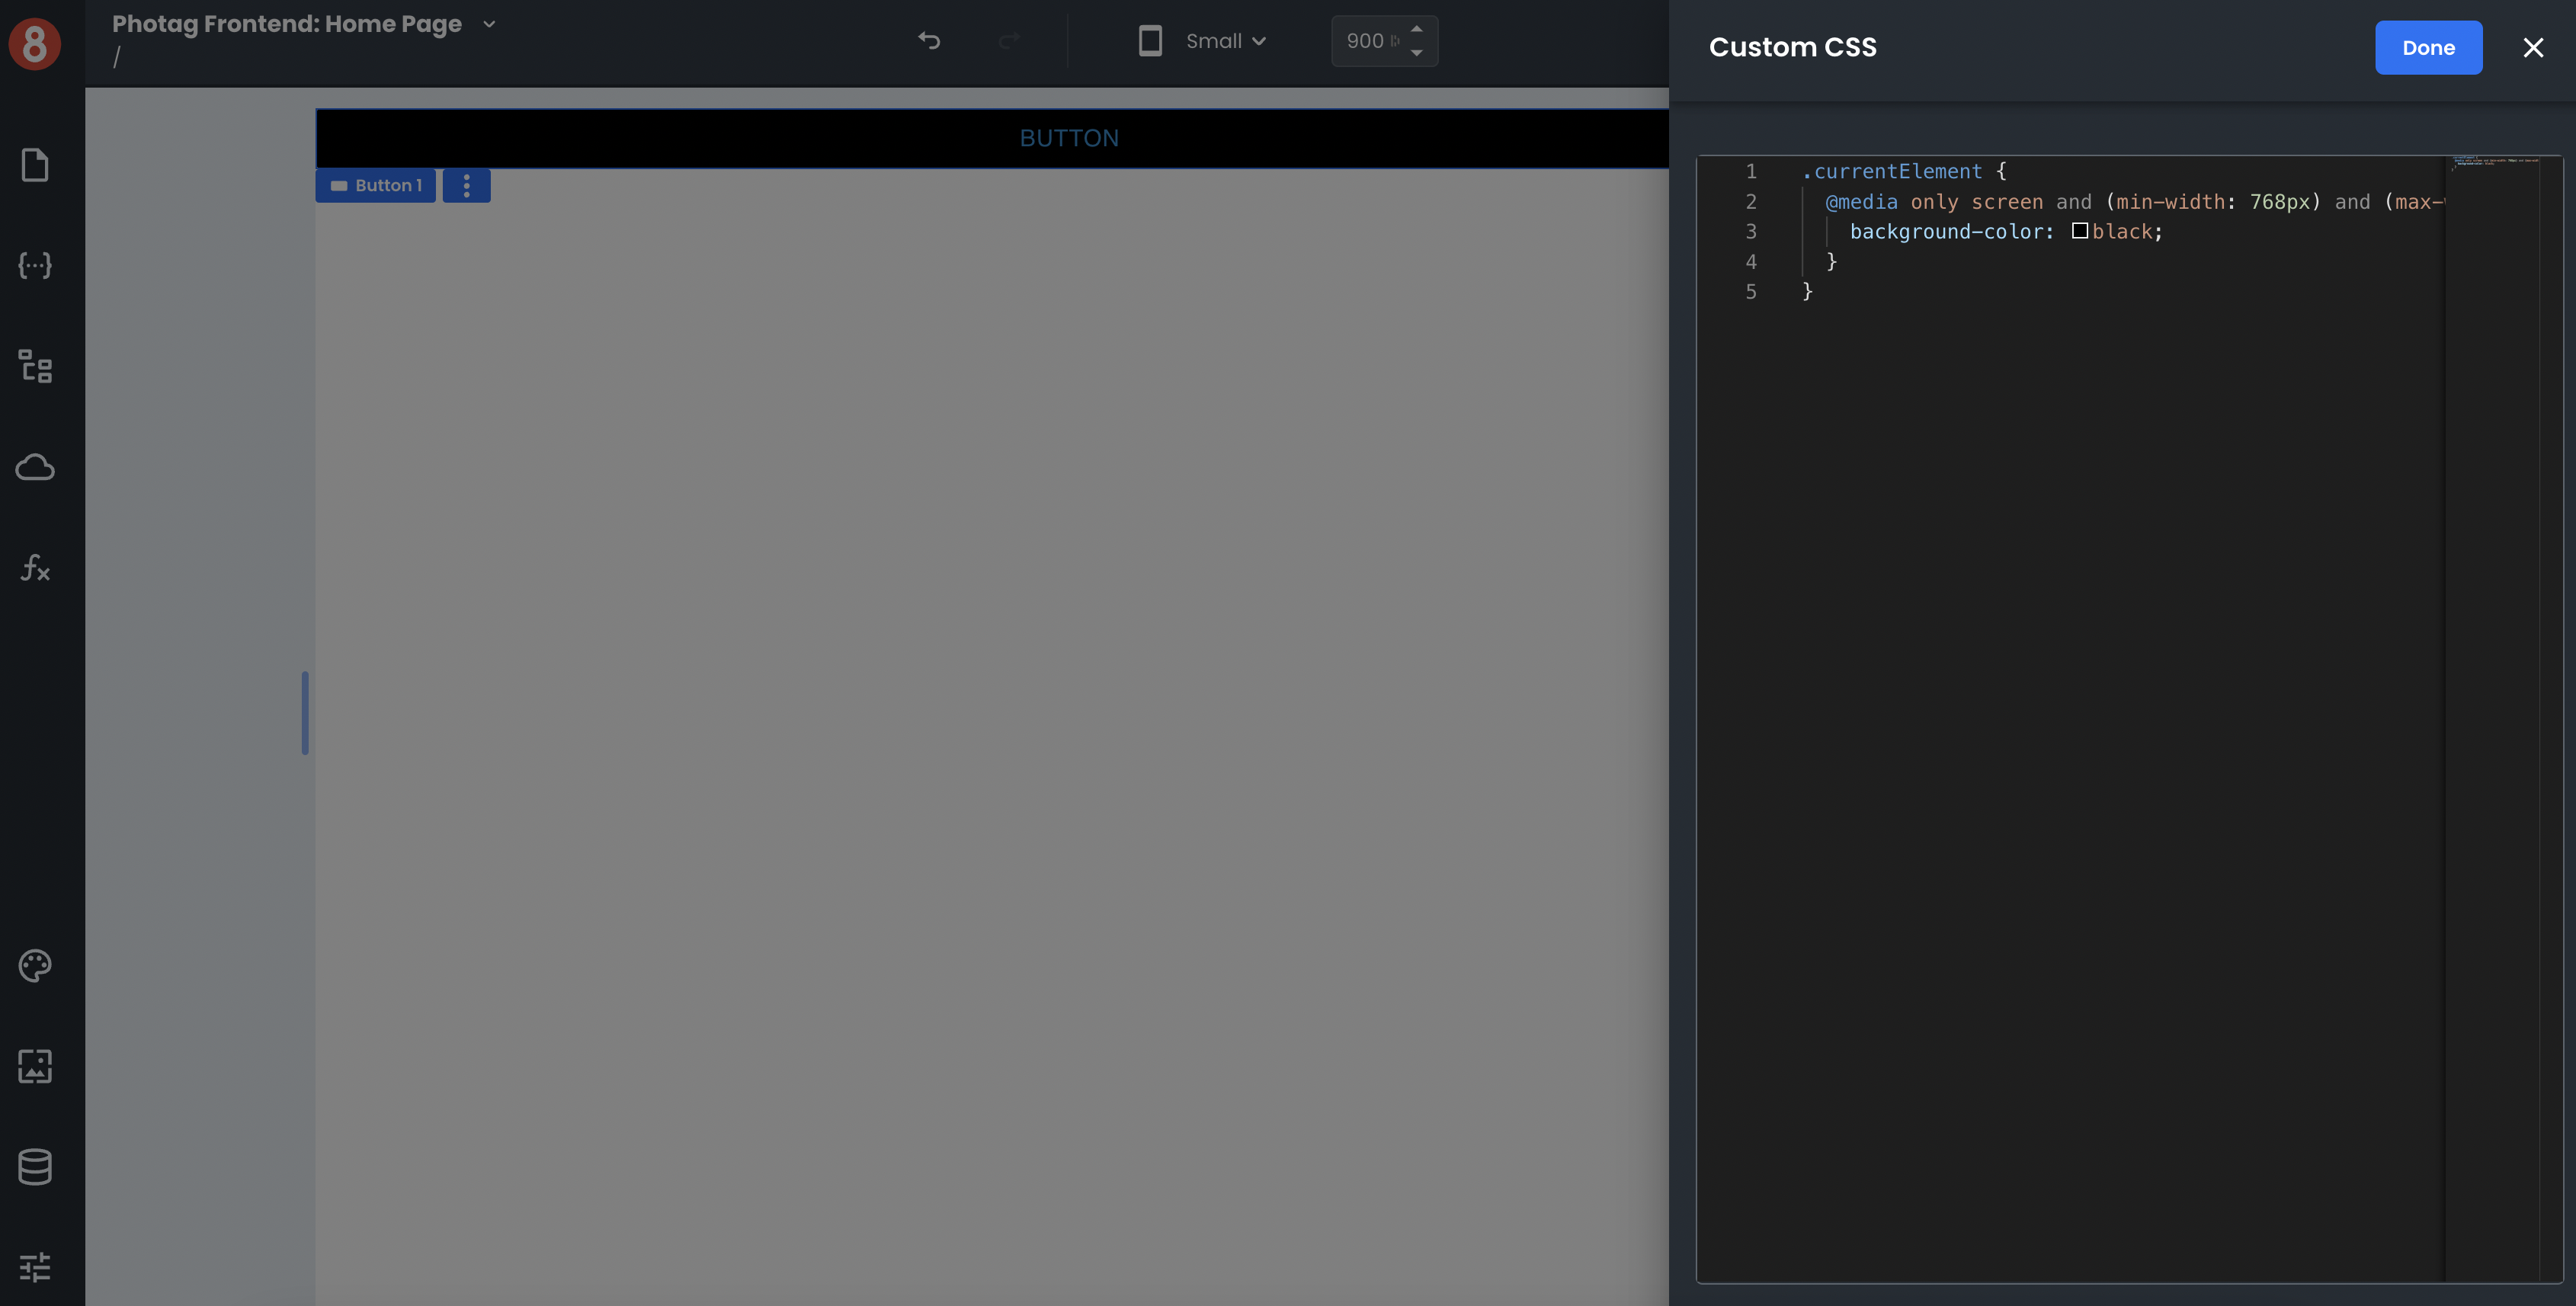 8
Photag Frontend: Home Page
/
Small
900
Custom CSS
Done
BUTTON
Button 1
1 .currentElement {
2 @media only screen and (min-width: 768px) and (max-
3 background-color: black;
4 }
5 }
fx